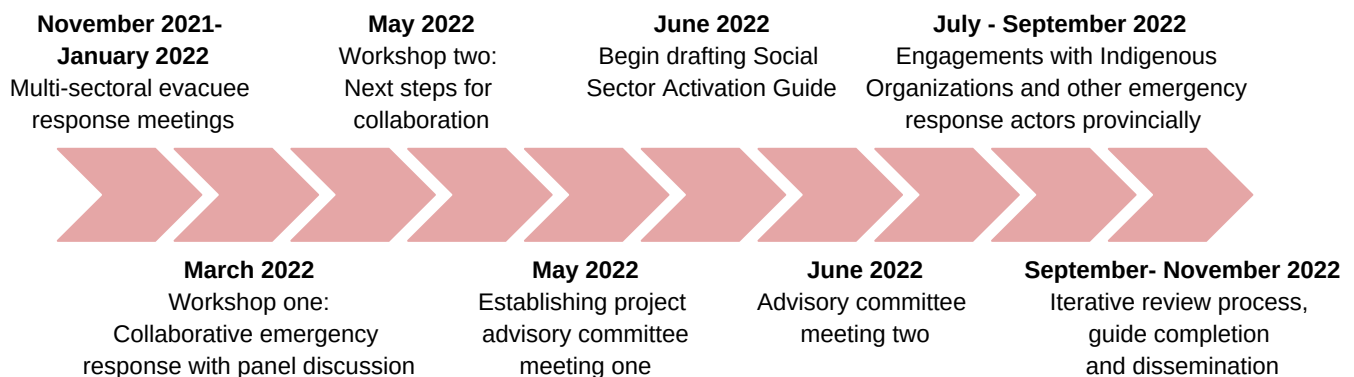 November 2021-
January 2022
Multi-sectoral evacuee
response meetings
May 2022
Workshop two:
Next steps for
collaboration
June 2022
Begin drafting Social
Sector Activation Guide
July - September 2022
Engagements with Indigenous
Organizations and other emergency
response actors provincially
March 2022
Workshop one:
Collaborative emergency
response with panel discussion
May 2022
Establishing project
advisory committee
meeting one
June 2022
Advisory committee
meeting two
September- November 2022
Iterative review process,
guide completion
and dissemination